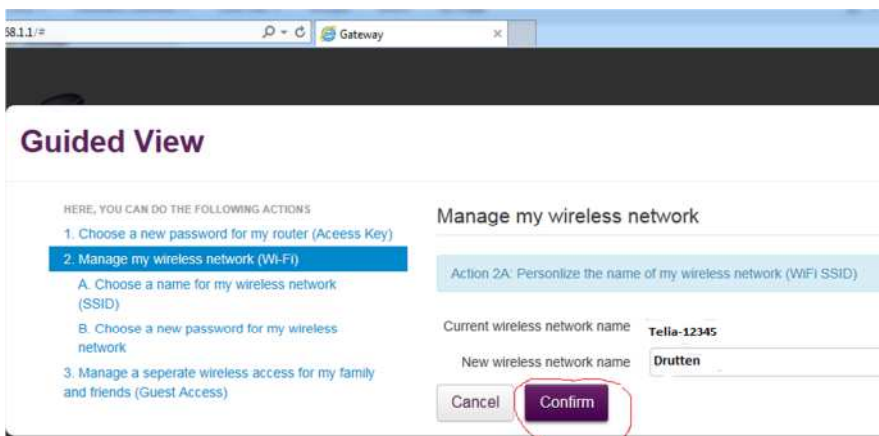 58.1.1/#
Gateway
Guided View
HERE, YOU CAN DO THE FOLLOWING ACTIONS
1. Choose a new password for my router (Aceess Key)
2. Manage my wireless network (Wi-Fi)
A. Choose a name for my wireless network
(SSID)
B. Choose a new password for my wireless
network
3. Manage a seperate wireless access for my family
and friends (Guest Access)
Manage my wireless network
Action 2A: Personlize the name of my wireless network (WiFi SSID)
Current wireless network name Telia-12345
New wireless network name Drutten
Cancel Confirm